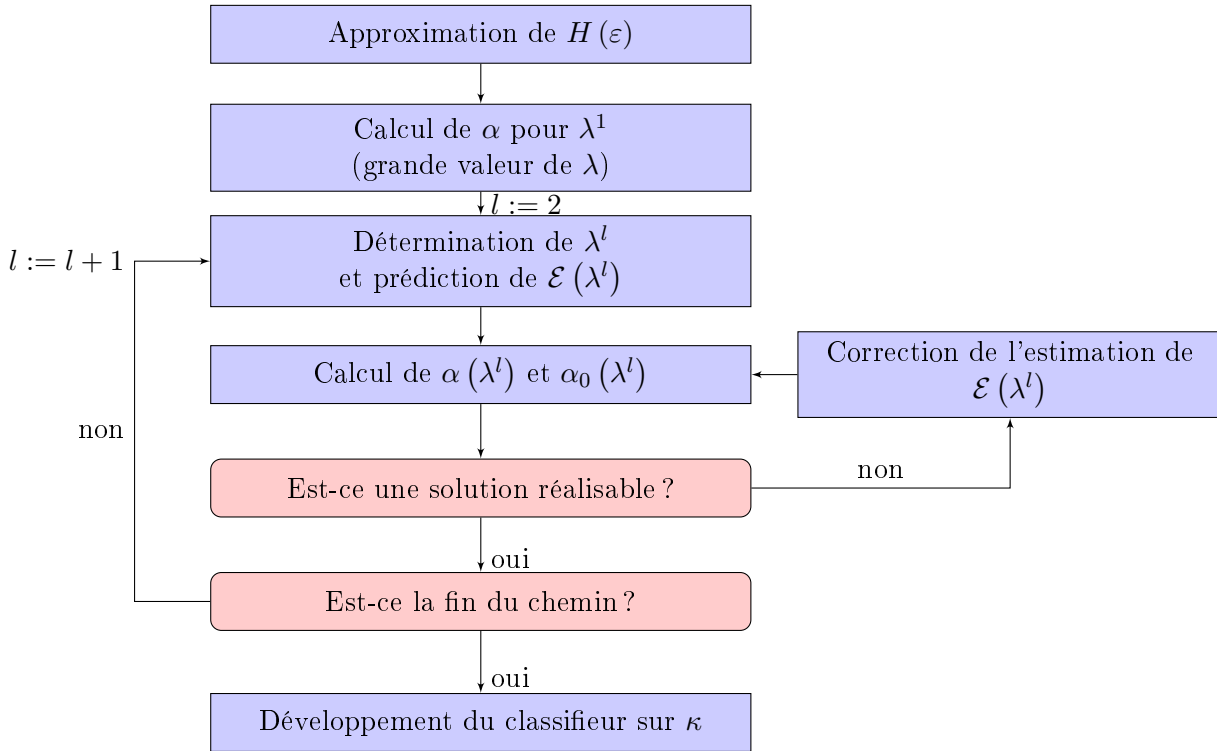 Approximation de H (ε)
Calcul de α pour λ¹
(grande valeur de λ)
l := 2
Détermination de λˡ
et prédiction de ℰ (λˡ)
l := l + 1
Calcul de α (λˡ) et α₀ (λˡ)
Correction de l'estimation de
ℰ (λˡ)
non
Est-ce une solution réalisable ?
non
oui
Est-ce la fin du chemin ?
oui
Développement du classifieur sur κ